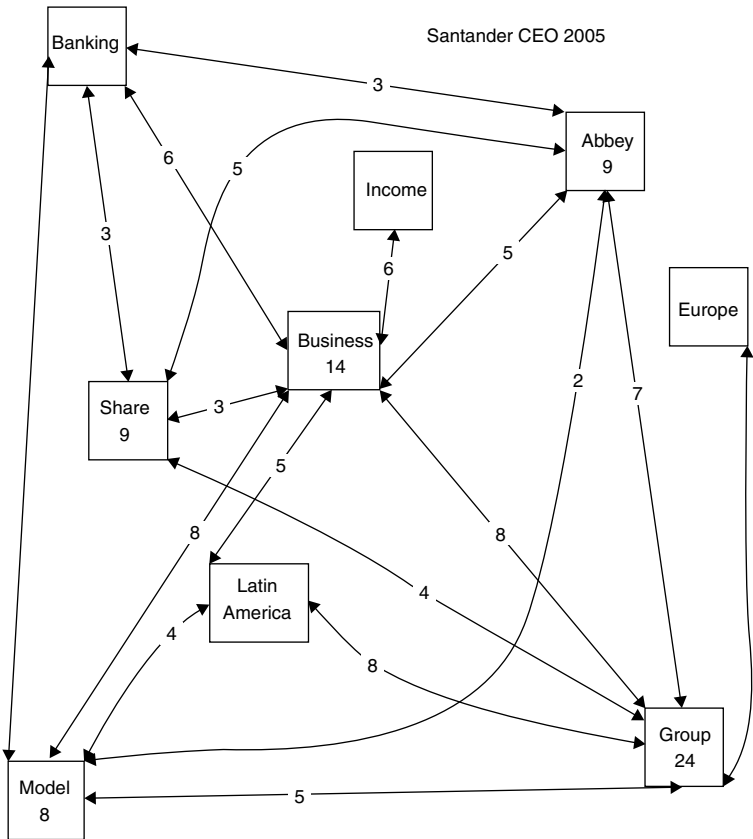 Santander CEO 2005
Banking
3
Abbey
9
6
5
Income
3
5
6
Europe
Business
14
2
7
Share
9
3
5
8
8
Latin
America
4
4
8
Group
24
Model
8
5